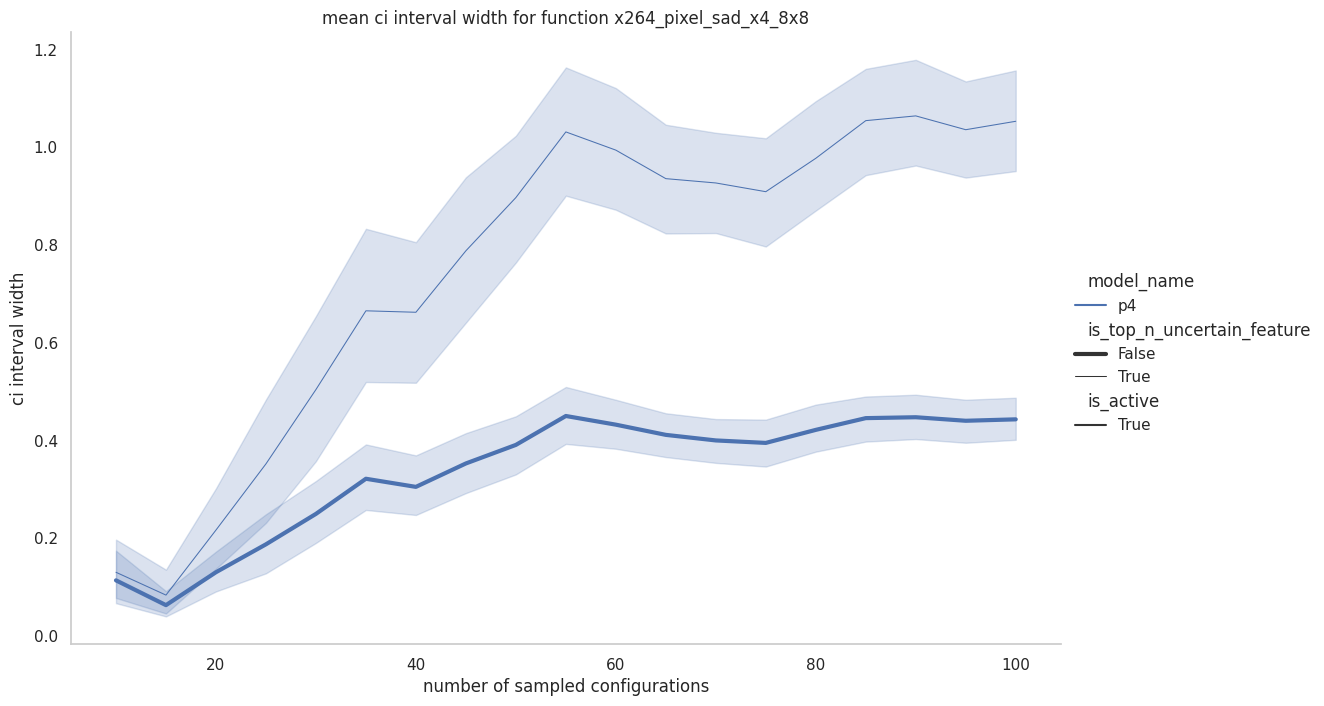 mean ci interval width for function x264_pixel_sad_x4_8x8
1.2
1.0
0.8
0.6
0.4
0.2
0.0
ci interval width
20
40
60
80
100
number of sampled configurations
model_name
p4
is_top_n_uncertain_feature
False
True
is_active
True